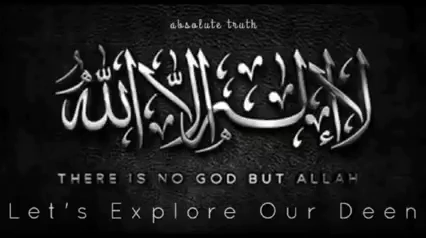 absolute truth
لا إله إلا الله
THERE IS NO GOD BUT ALLAH
Let's Explore Our Deen